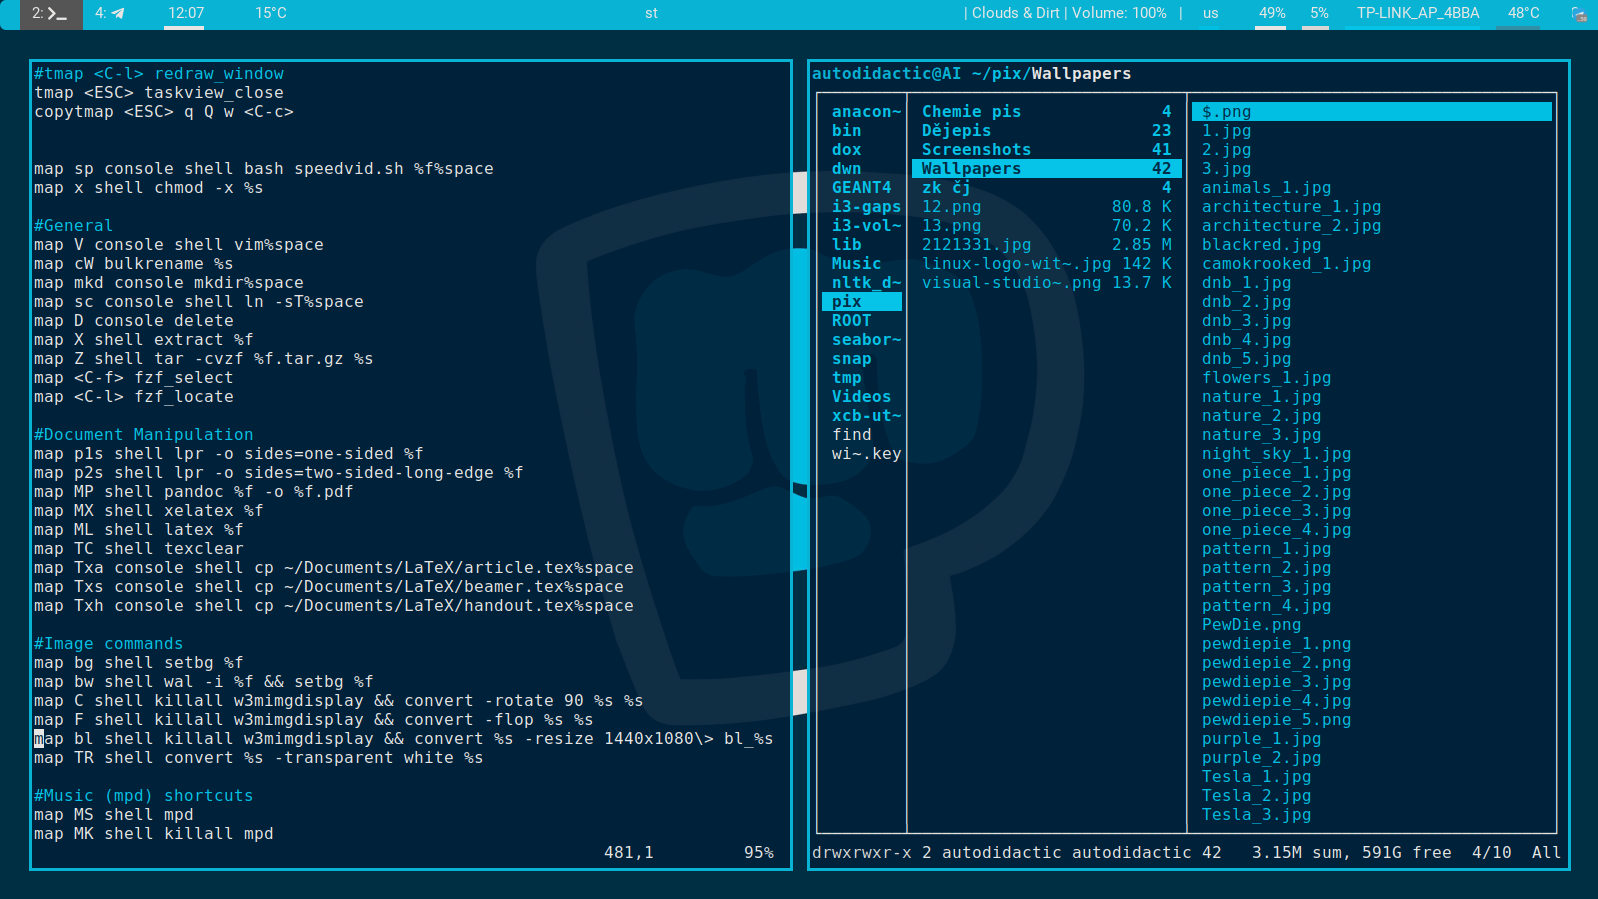 2: 4: 12:07 15°C st | Clouds & Dirt | Volume: 100% | us 49% 5% TP-LINK_AP_4BBA 48°C
#tmap <C-l> redraw_window
tmap <ESC> taskview_close
copytmap <ESC> q Q w <C-c>
map sp console shell bash speedvid.sh %f%space
map x shell chmod -x %s
#General
map V console shell vim%space
map cW bulkrename %s
map mkd console mkdir%space
map sc console shell ln -sT%space
map D console delete
map X shell extract %f
map Z shell tar -cvzf %f.tar.gz %s
map <C-f> fzf_select
map <C-l> fzf_locate
#Document Manipulation
map p1s shell lpr -o sides=one-sided %f
map p2s shell lpr -o sides=two-sided-long-edge %f
map MP shell pandoc %f -o %f.pdf
map MX shell xelatex %f
map ML shell latex %f
map TC shell texclear
map Txa console shell cp ~/Documents/LaTeX/article.tex%space
map Txs console shell cp ~/Documents/LaTeX/beamer.tex%space
map Txh console shell cp ~/Documents/LaTeX/handout.tex%space
#Image commands
map bg shell setbg %f
map bw shell wal -i %f && setbg %f
map C shell killall w3mimgdisplay && convert -rotate 90 %s %s
map F shell killall w3mimgdisplay && convert -flop %s %s
map bl shell killall w3mimgdisplay && convert %s -resize 1440x1080\> bl_%s
map TR shell convert %s -transparent white %s
#Music (mpd) shortcuts
map MS shell mpd
map MK shell killall mpd
481,1 95%
autodidactic@AI ~/pix/Wallpapers
anacon~
bin
dox
dwn
GEANT4
i3-gaps
i3-vol~
lib
Music
nltk_d~
pix
ROOT
seabor~
snap
tmp
Videos
xcb-ut~
find
wi~.key
Chemie pis 4
Dějepis 23
Screenshots 41
Wallpapers 42
zk čj 4
12.png 80.8 K
13.png 70.2 K
2121331.jpg 2.85 M
linux-logo-wit~.jpg 142 K
visual-studio~.png 13.7 K
$.png
1.jpg
2.jpg
3.jpg
animals_1.jpg
architecture_1.jpg
architecture_2.jpg
blackred.jpg
camokrooked_1.jpg
dnb_1.jpg
dnb_2.jpg
dnb_3.jpg
dnb_4.jpg
dnb_5.jpg
flowers_1.jpg
nature_1.jpg
nature_2.jpg
nature_3.jpg
night_sky_1.jpg
one_piece_1.jpg
one_piece_2.jpg
one_piece_3.jpg
one_piece_4.jpg
pattern_1.jpg
pattern_2.jpg
pattern_3.jpg
pattern_4.jpg
PewDie.png
pewdiepie_1.png
pewdiepie_2.png
pewdiepie_3.jpg
pewdiepie_4.jpg
pewdiepie_5.png
purple_1.jpg
purple_2.jpg
Tesla_1.jpg
Tesla_2.jpg
Tesla_3.jpg
drwxrwxr-x 2 autodidactic autodidactic 42 3.15M sum, 591G free 4/10 All